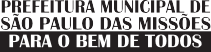 PREFEITURA MUNICIPAL DE
SÃO PAULO DAS MISSÕES
PARA O BEM DE TODOS